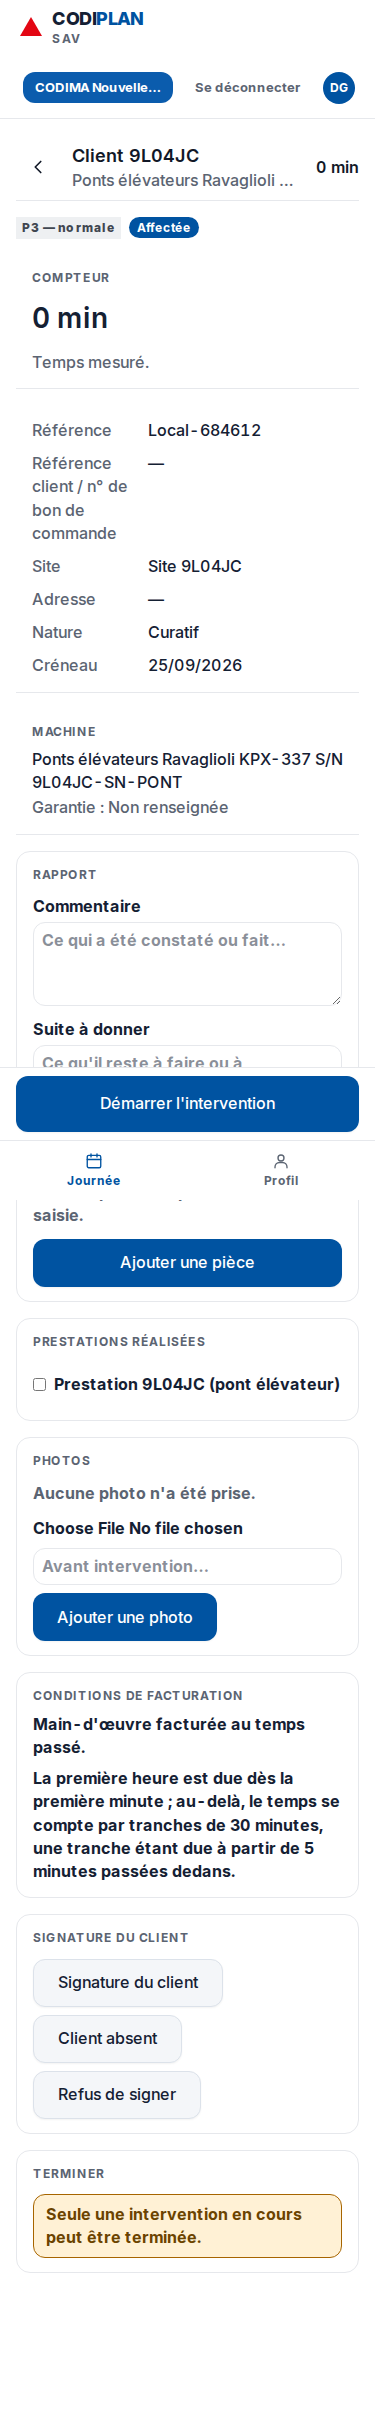 CODIPLAN
SAV
CODIMA Nouvelle...
Se déconnecter
DG
Client 9L04JC
Ponts élévateurs Ravaglioli ...
0 min
P3 — normale
Affectée
COMPTEUR
0 min
Temps mesuré.
Référence
Local-684612
Référence
client / n° de
bon de
commande
—
Site
Site 9L04JC
Adresse
—
Nature
Curatif
Créneau
25/09/2026
MACHINE
Ponts élévateurs Ravaglioli KPX-337 S/N
9L04JC-SN-PONT
Garantie : Non renseignée
RAPPORT
Commentaire
Ce qui a été constaté ou fait...
Suite à donner
Ce qu'il reste à faire ou à
Démarrer l'intervention
Journée
Profil
saisie.
Ajouter une pièce
PRESTATIONS RÉALISÉES
Prestation 9L04JC (pont élévateur)
PHOTOS
Aucune photo n'a été prise.
Choose File No file chosen
Avant intervention...
Ajouter une photo
CONDITIONS DE FACTURATION
Main-d'œuvre facturée au temps
passé.
La première heure est due dès la
première minute ; au-delà, le temps se
compte par tranches de 30 minutes,
une tranche étant due à partir de 5
minutes passées dedans.
SIGNATURE DU CLIENT
Signature du client
Client absent
Refus de signer
TERMINER
Seule une intervention en cours
peut être terminée.